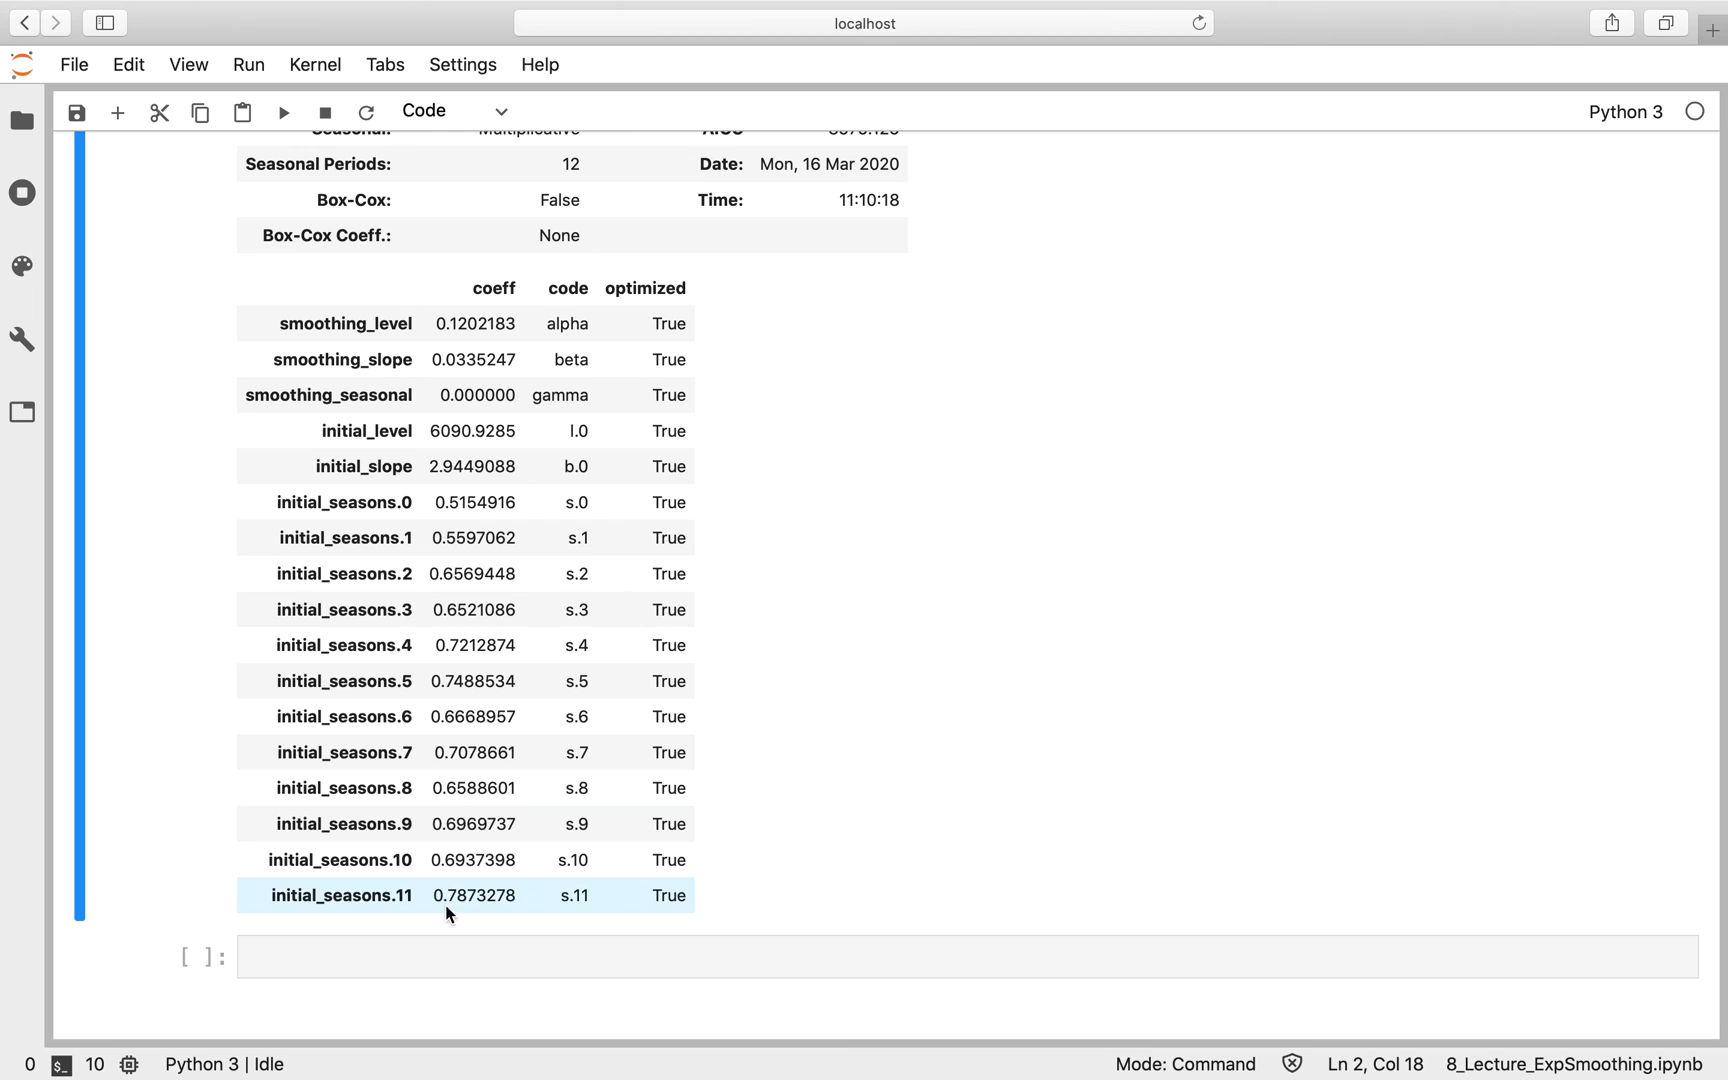 localhost
File Edit View Run Kernel Tabs Settings Help
Code Python 3
Seasonal: Multiplicative AICC
Seasonal Periods: 12 Date: Mon, 16 Mar 2020
Box-Cox: False Time: 11:10:18
Box-Cox Coeff.: None
coeff code optimized
smoothing_level 0.1202183 alpha True
smoothing_slope 0.0335247 beta True
smoothing_seasonal 0.000000 gamma True
initial_level 6090.9285 l.0 True
initial_slope 2.9449088 b.0 True
initial_seasons.0 0.5154916 s.0 True
initial_seasons.1 0.5597062 s.1 True
initial_seasons.2 0.6569448 s.2 True
initial_seasons.3 0.6521086 s.3 True
initial_seasons.4 0.7212874 s.4 True
initial_seasons.5 0.7488534 s.5 True
initial_seasons.6 0.6668957 s.6 True
initial_seasons.7 0.7078661 s.7 True
initial_seasons.8 0.6588601 s.8 True
initial_seasons.9 0.6969737 s.9 True
initial_seasons.10 0.6937398 s.10 True
initial_seasons.11 0.7873278 s.11 True
[ ]:
0 $_ 10 Python 3 | Idle Mode: Command Ln 2, Col 18 8_Lecture_ExpSmoothing.ipynb